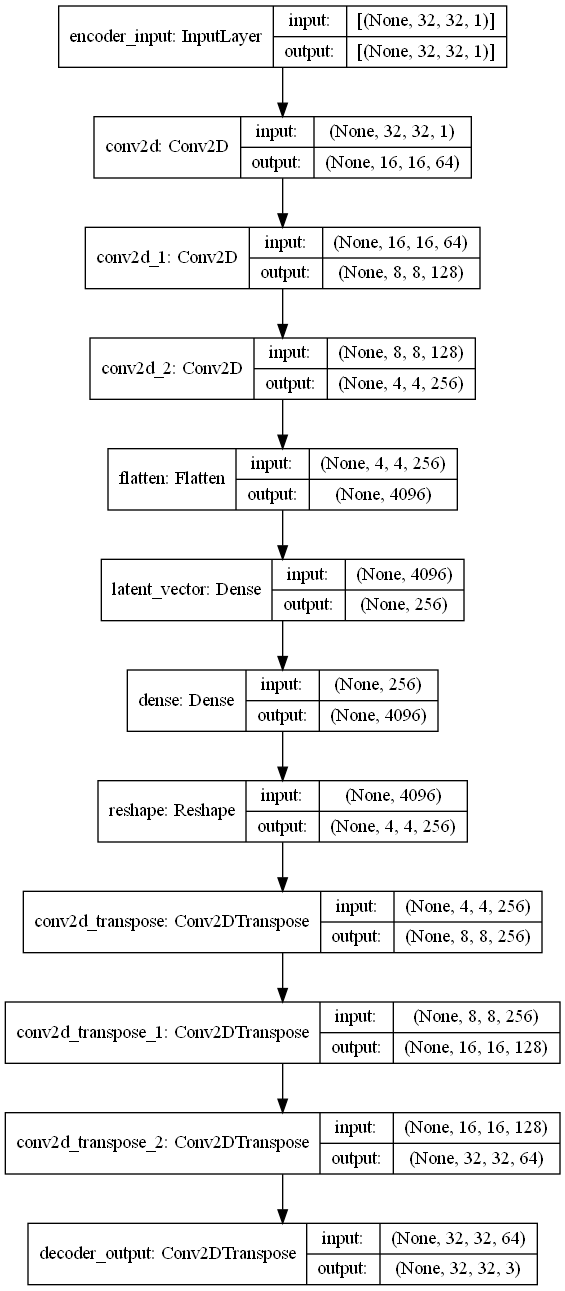 encoder_input: InputLayer
input: [(None, 32, 32, 1)]
output: [(None, 32, 32, 1)]
conv2d: Conv2D
input: (None, 32, 32, 1)
output: (None, 16, 16, 64)
conv2d_1: Conv2D
input: (None, 16, 16, 64)
output: (None, 8, 8, 128)
conv2d_2: Conv2D
input: (None, 8, 8, 128)
output: (None, 4, 4, 256)
flatten: Flatten
input: (None, 4, 4, 256)
output: (None, 4096)
latent_vector: Dense
input: (None, 4096)
output: (None, 256)
dense: Dense
input: (None, 256)
output: (None, 4096)
reshape: Reshape
input: (None, 4096)
output: (None, 4, 4, 256)
conv2d_transpose: Conv2DTranspose
input: (None, 4, 4, 256)
output: (None, 8, 8, 256)
conv2d_transpose_1: Conv2DTranspose
input: (None, 8, 8, 256)
output: (None, 16, 16, 128)
conv2d_transpose_2: Conv2DTranspose
input: (None, 16, 16, 128)
output: (None, 32, 32, 64)
decoder_output: Conv2DTranspose
input: (None, 32, 32, 64)
output: (None, 32, 32, 3)